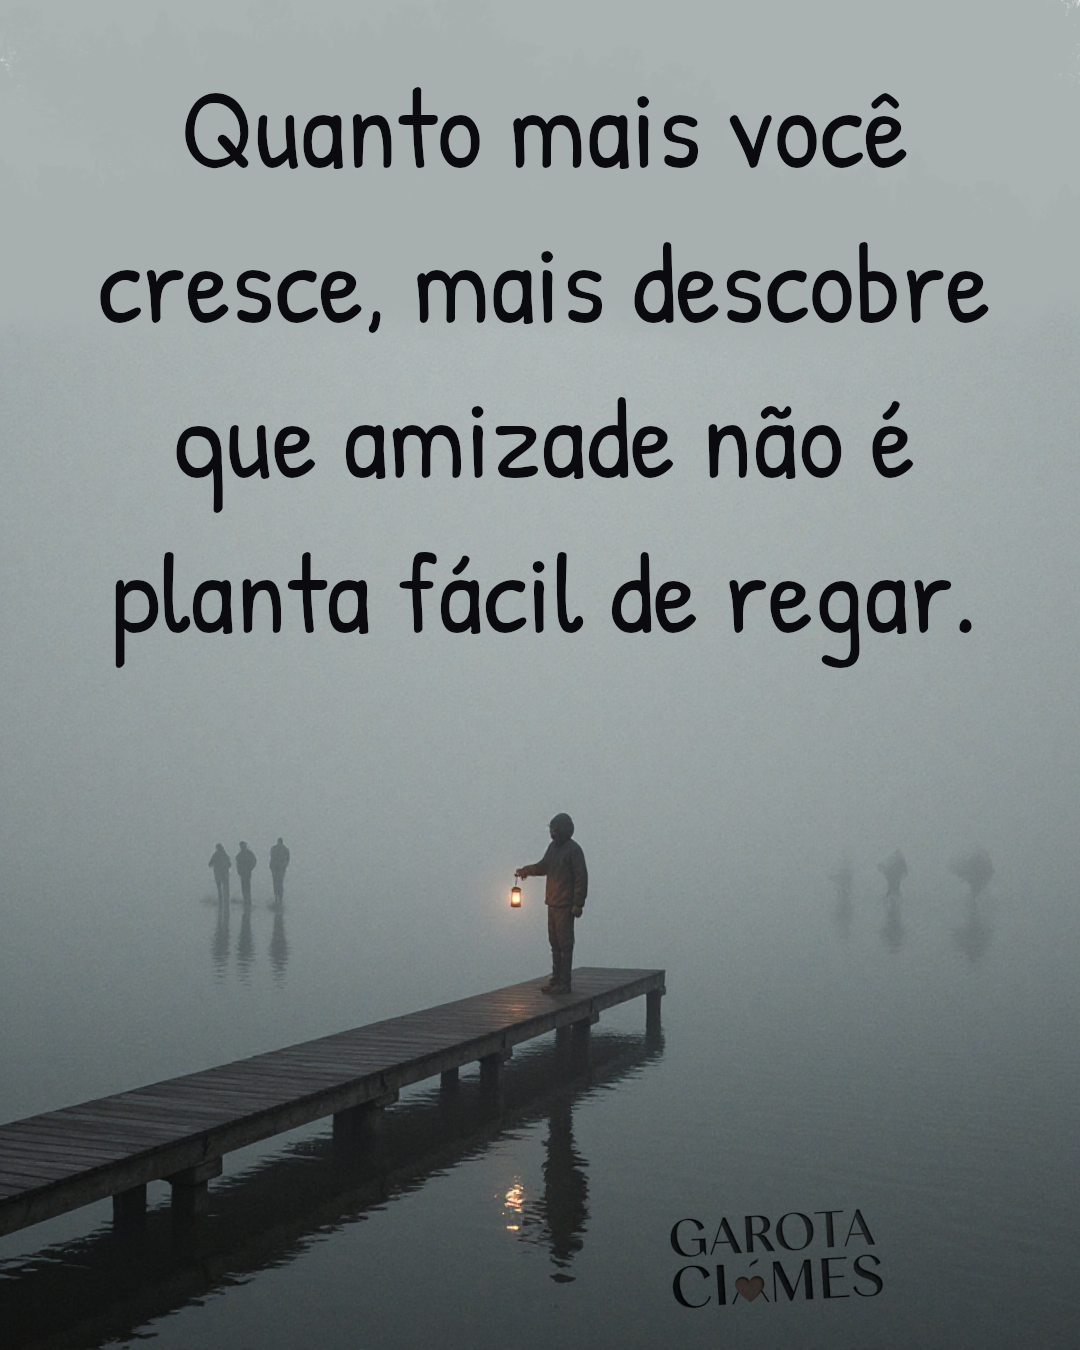 Quanto mais você
cresce, mais descobre
que amizade não é
planta fácil de regar.
GAROTA
CIÚMES